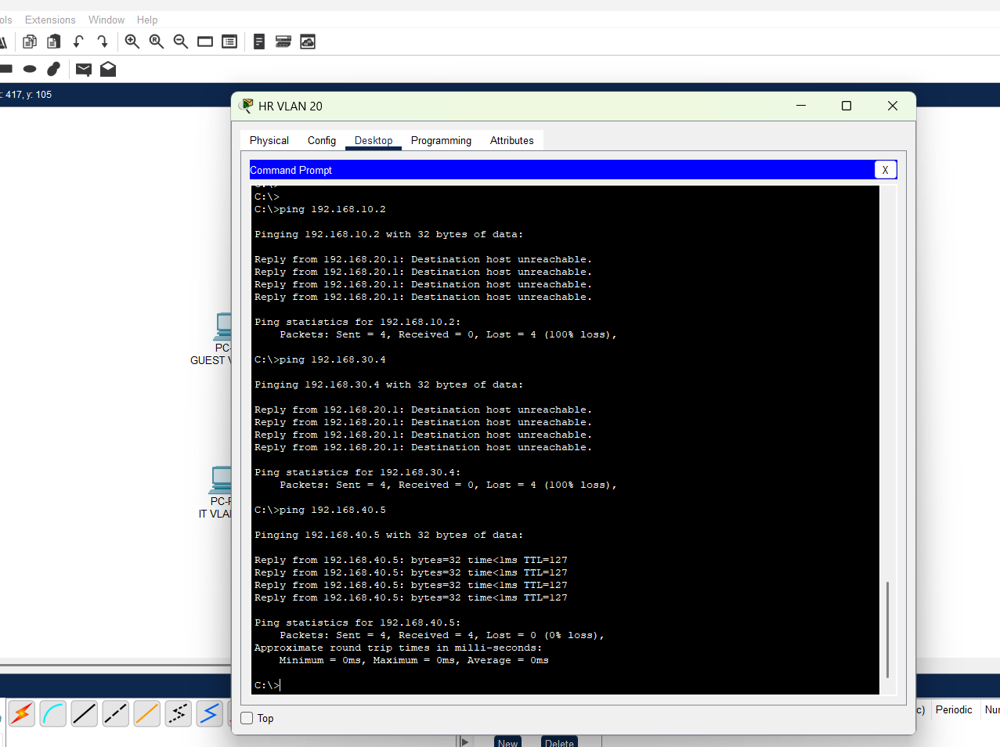 Extensions Window Help
417, y: 105
HR VLAN 20
Physical Config Desktop Programming Attributes
Command Prompt X
C:\>
C:\>ping 192.168.10.2
Pinging 192.168.10.2 with 32 bytes of data:
Reply from 192.168.20.1: Destination host unreachable.
Reply from 192.168.20.1: Destination host unreachable.
Reply from 192.168.20.1: Destination host unreachable.
Reply from 192.168.20.1: Destination host unreachable.
Ping statistics for 192.168.10.2:
Packets: Sent = 4, Received = 0, Lost = 4 (100% loss),
C:\>ping 192.168.30.4
Pinging 192.168.30.4 with 32 bytes of data:
Reply from 192.168.20.1: Destination host unreachable.
Reply from 192.168.20.1: Destination host unreachable.
Reply from 192.168.20.1: Destination host unreachable.
Reply from 192.168.20.1: Destination host unreachable.
Ping statistics for 192.168.30.4:
Packets: Sent = 4, Received = 0, Lost = 4 (100% loss),
C:\>ping 192.168.40.5
Pinging 192.168.40.5 with 32 bytes of data:
Reply from 192.168.40.5: bytes=32 time<1ms TTL=127
Reply from 192.168.40.5: bytes=32 time<1ms TTL=127
Reply from 192.168.40.5: bytes=32 time<1ms TTL=127
Reply from 192.168.40.5: bytes=32 time<1ms TTL=127
Ping statistics for 192.168.40.5:
Packets: Sent = 4, Received = 4, Lost = 0 (0% loss),
Approximate round trip times in milli-seconds:
Minimum = 0ms, Maximum = 0ms, Average = 0ms
C:\>
PC-
GUEST V
PC-
IT VLA
Top
c) Periodic Nu
New Delete